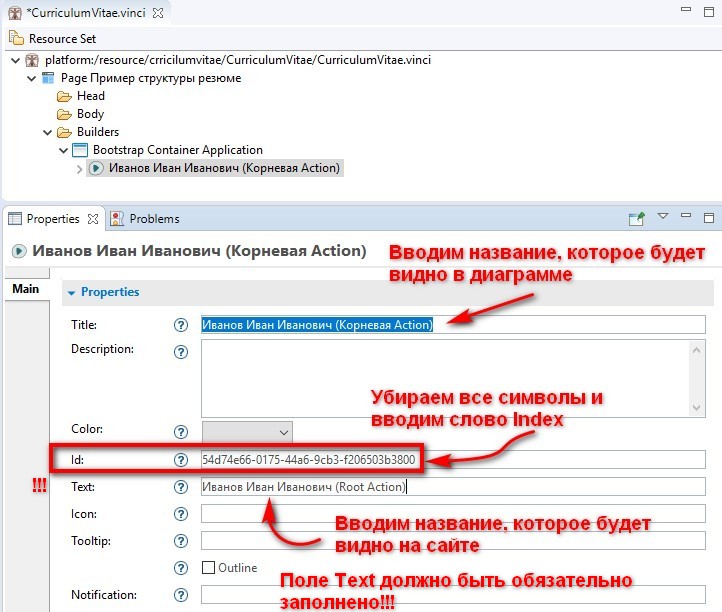 *CurriculumVitae.vinci
Resource Set
platform:/resource/crricilumvitae/CurriculumVitae/CurriculumVitae.vinci
Page Пример структуры резюме
Head
Body
Builders
Bootstrap Container Application
Иванов Иван Иванович (Корневая Action)
Properties Problems
Иванов Иван Иванович (Корневая Action)
Вводим название, которое будет
видно в диаграмме
Main
Properties
Title: Иванов Иван Иванович (Корневая Action)
Description:
Убираем все символы и
вводим слово Index
Color:
Id: 54d74e66-0175-44a6-9cb3-f206503b3800
!!! Text: Иванов Иван Иванович (Root Action)
Icon:
Вводим название, которое будет
видно на сайте
Tooltip:
Outline
Поле Text должно быть обязательно
заполнено!!!
Notification: